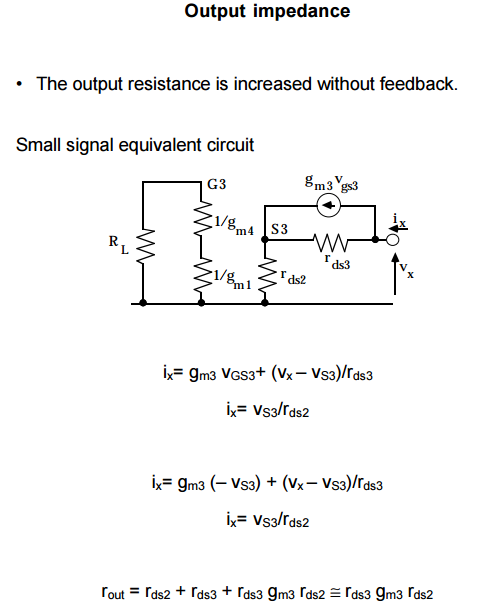 Output impedance
• The output resistance is increased without feedback.
Small signal equivalent circuit
G3
gm3vgs3
1/gm4
S3
ix
RL
rds3
1/gm1
rds2
vx
ix= gm3 vGS3+ (vx – vS3)/rds3
ix= vS3/rds2
ix= gm3 (– vS3) + (vx – vS3)/rds3
ix= vS3/rds2
rout = rds2 + rds3 + rds3 gm3 rds2 ≅ rds3 gm3 rds2